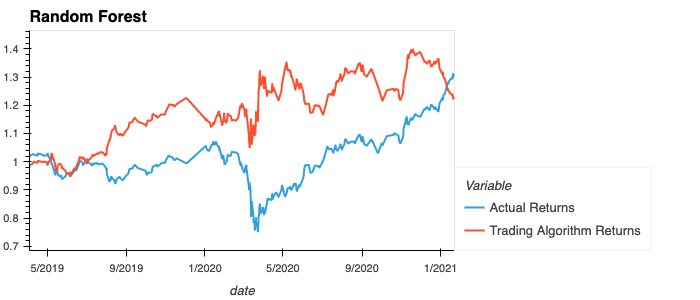 Random Forest
1.4
1.3
1.2
1.1
1
0.9
0.8
0.7
5/2019
9/2019
1/2020
5/2020
9/2020
1/2021
date
Variable
Actual Returns
Trading Algorithm Returns